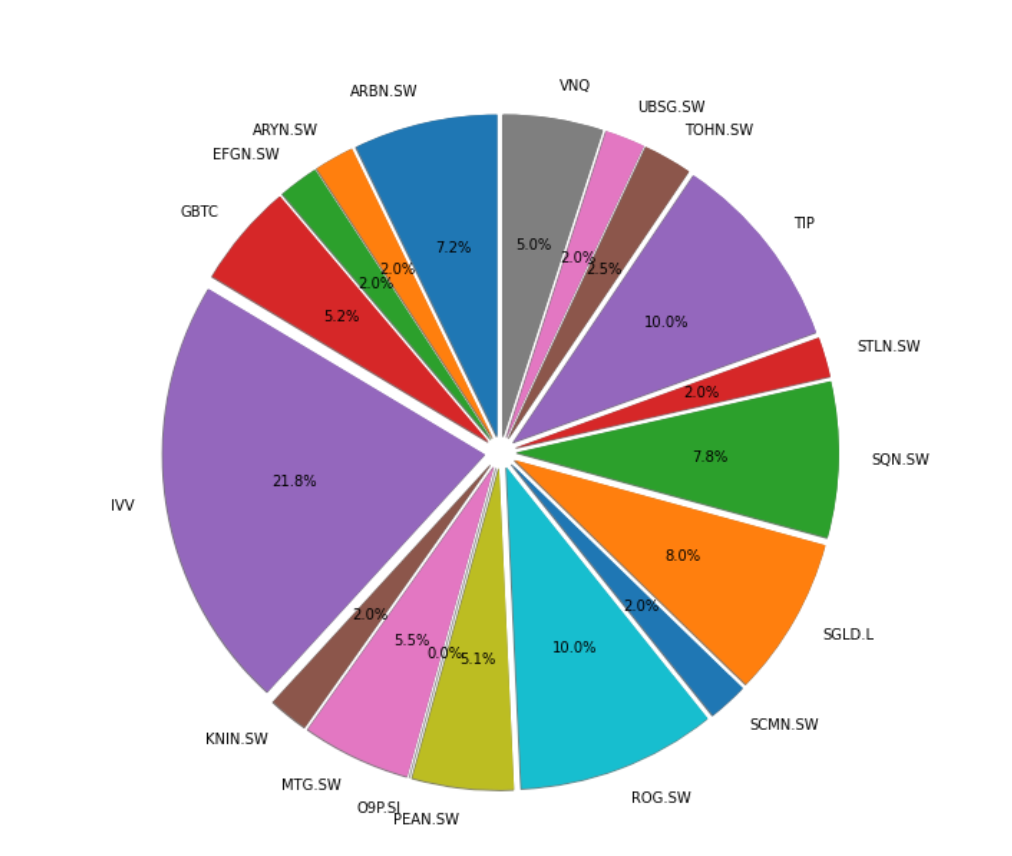 VNQ
ARBN.SW
UBSG.SW
ARYN.SW
TOHN.SW
EFGN.SW
GBTC
TIP
7.2%
5.0%
2.0%
2.0%
2.5%
2.0%
5.2%
10.0%
STLN.SW
2.0%
7.8%
SQN.SW
21.8%
IVV
8.0%
2.0%
2.0%
SGLD.L
5.5%
0.0%
5.1%
10.0%
SCMN.SW
KNIN.SW
MTG.SW
ROG.SW
O9P.SI
PEAN.SW